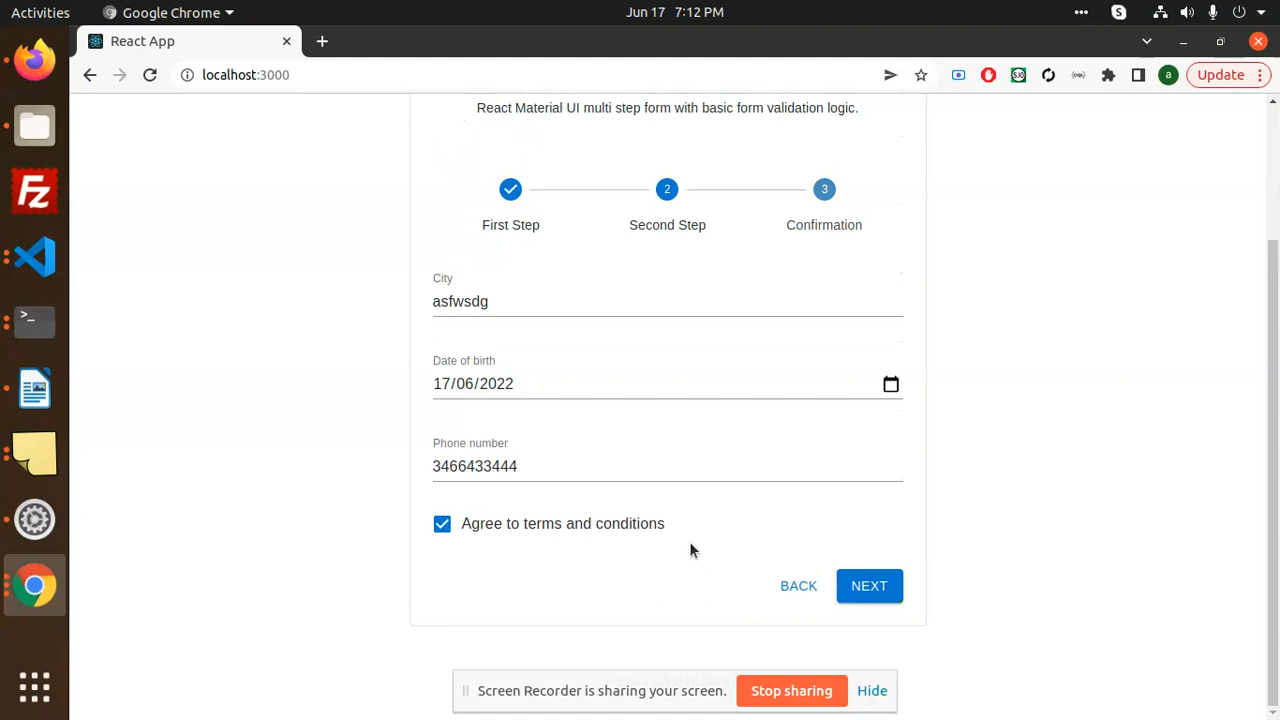 Activities
Google Chrome
Jun 17 7:12 PM
React App
localhost:3000
a
Update
React Material UI multi step form with basic form validation logic.
2
3
First Step
Second Step
Confirmation
City
asfwsdg
Date of birth
17/06/2022
Phone number
3466433444
Agree to terms and conditions
BACK
NEXT
Screen Recorder is sharing your screen.
Stop sharing
Hide